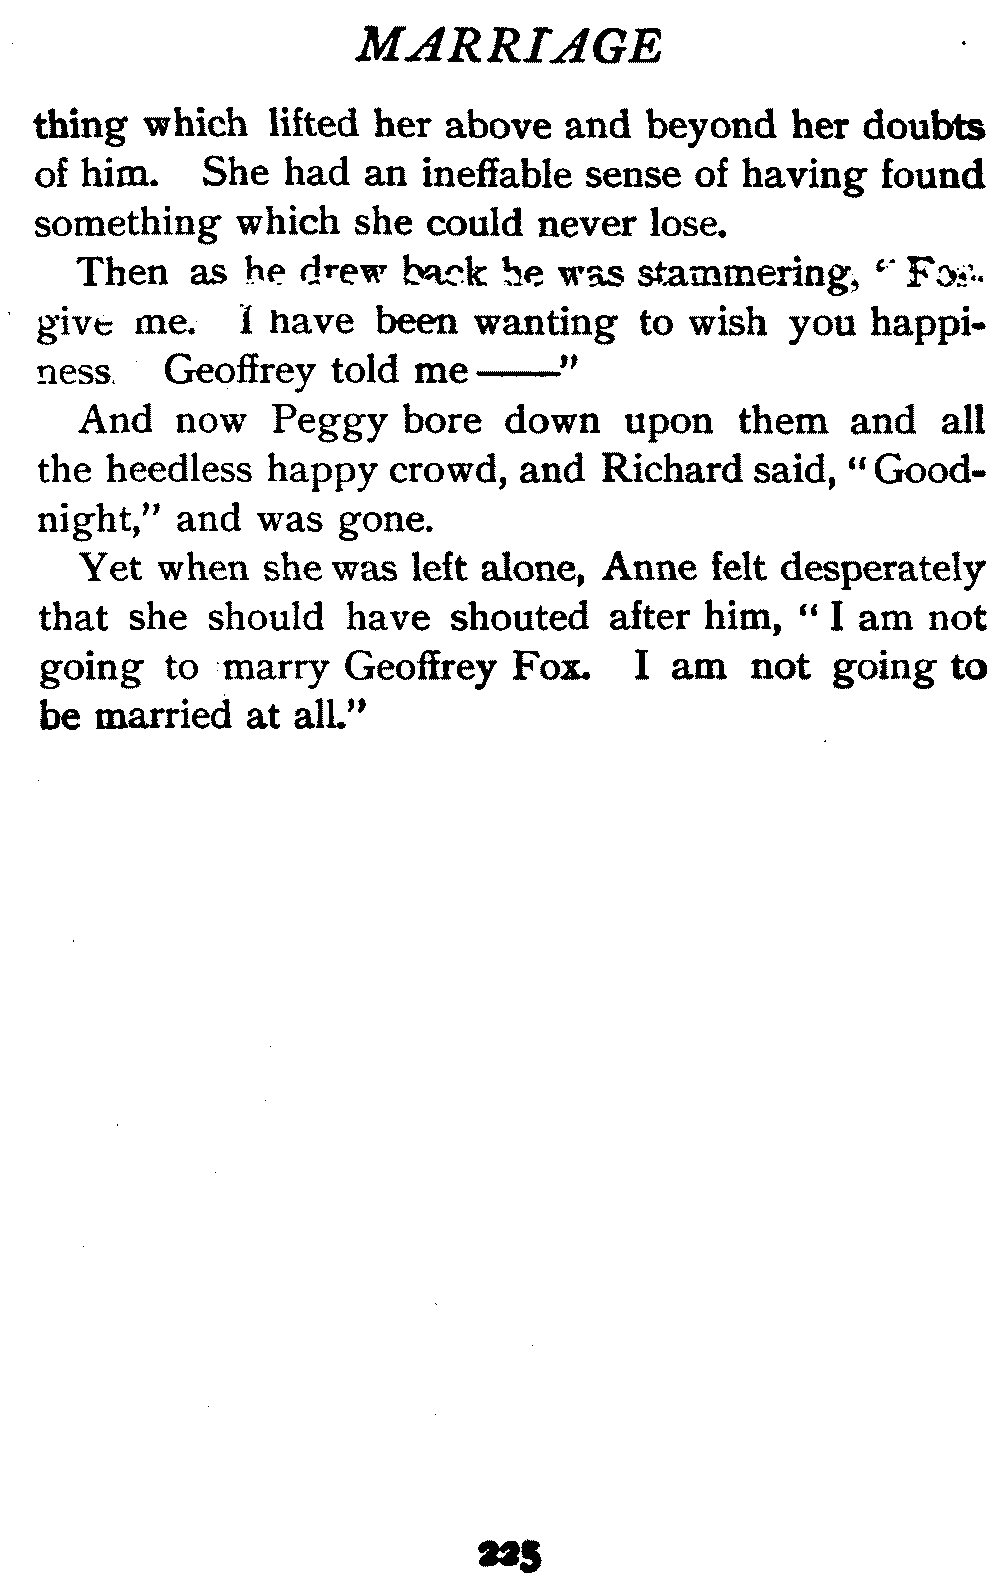 MARRIAGE
thing which lifted her above and beyond her doubts
of him. She had an ineffable sense of having found
something which she could never lose.
Then as he drew back he was stammering, “For-
give me. I have been wanting to wish you happi-
ness. Geoffrey told me——”
And now Peggy bore down upon them and all
the heedless happy crowd, and Richard said, “Good-
night,” and was gone.
Yet when she was left alone, Anne felt desperately
that she should have shouted after him, “I am not
going to marry Geoffrey Fox. I am not going to
be married at all.”
225